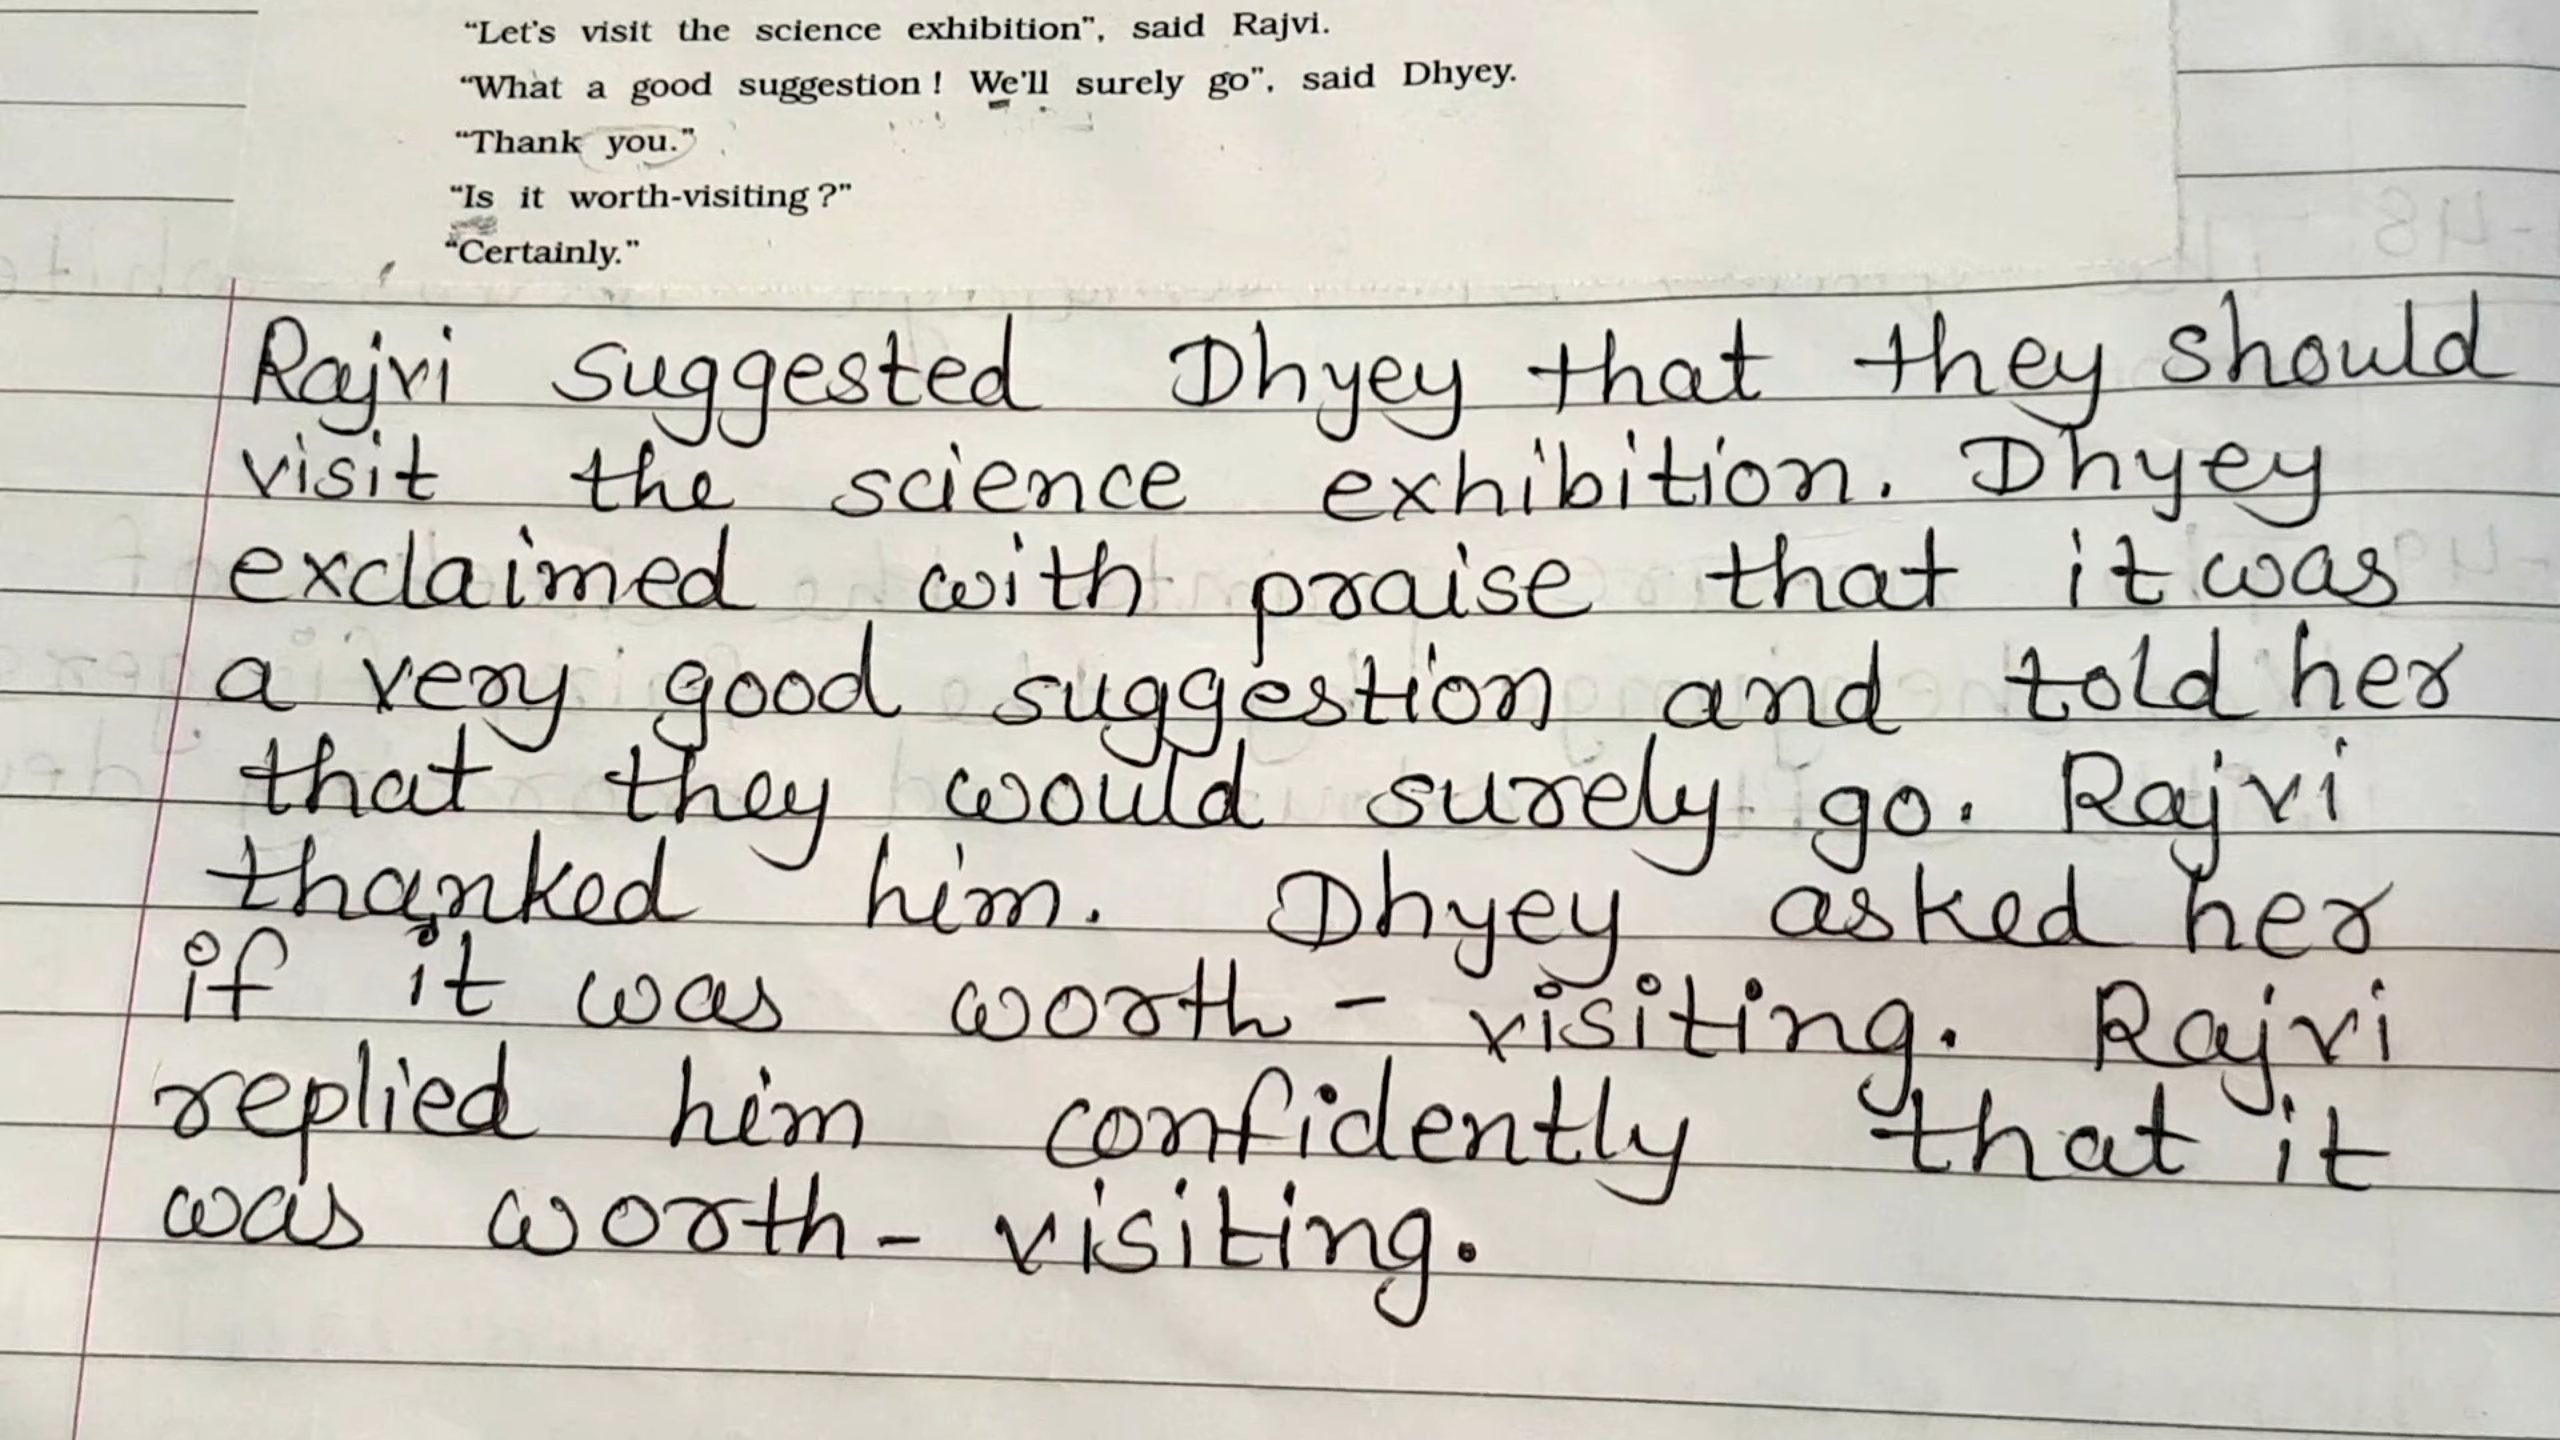 “Let’s visit the science exhibition”, said Rajvi.
“What a good suggestion ! We’ll surely go”, said Dhyey.
“Thank you.”
“Is it worth-visiting ?”
“Certainly.”
Rajvi suggested Dhyey that they should
visit the science exhibition. Dhyey
exclaimed with praise that it was
a very good suggestion and told her
that they would surely go. Rajvi
thanked him. Dhyey asked her
if it was worth - visiting. Rajvi
replied him confidently that it
was worth - visiting.